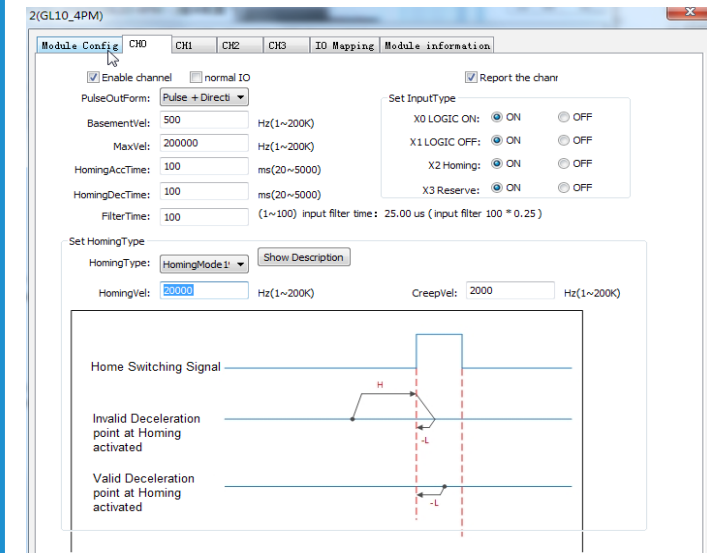 2(GL10_4PM)
Module Config CH0 CH1 CH2 CH3 IO Mapping Module information
Enable channel normal IO Report the chanr
PulseOutForm: Pulse + Directi Set InputType
BasementVel: 500 Hz(1~200K) X0 LOGIC ON: ON OFF
MaxVel: 200000 Hz(1~200K) X1 LOGIC OFF: ON OFF
HomingAccTime: 100 ms(20~5000) X2 Homing: ON OFF
HomingDecTime: 100 ms(20~5000) X3 Reserve: ON OFF
FilterTime: 100 (1~100) input filter time: 25.00 us (input filter 100 * 0.25)
Set HomingType
HomingType: HomingMode1 Show Description
HomingVel: 20000 Hz(1~200K) CreepVel: 2000 Hz(1~200K)
Home Switching Signal
H
Invalid Deceleration
point at Homing
activated
-L
Valid Deceleration
point at Homing
activated
-L